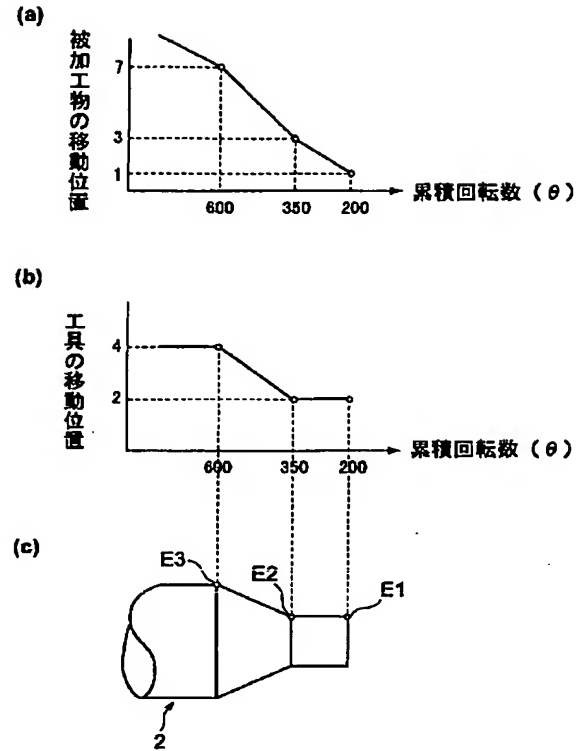 (a)
被加工物の移動位置
7
3
1
600
350
200
累積回転数(θ)
(b)
工具の移動位置
4
2
600
350
200
累積回転数(θ)
(c)
E3
E2
E1
2